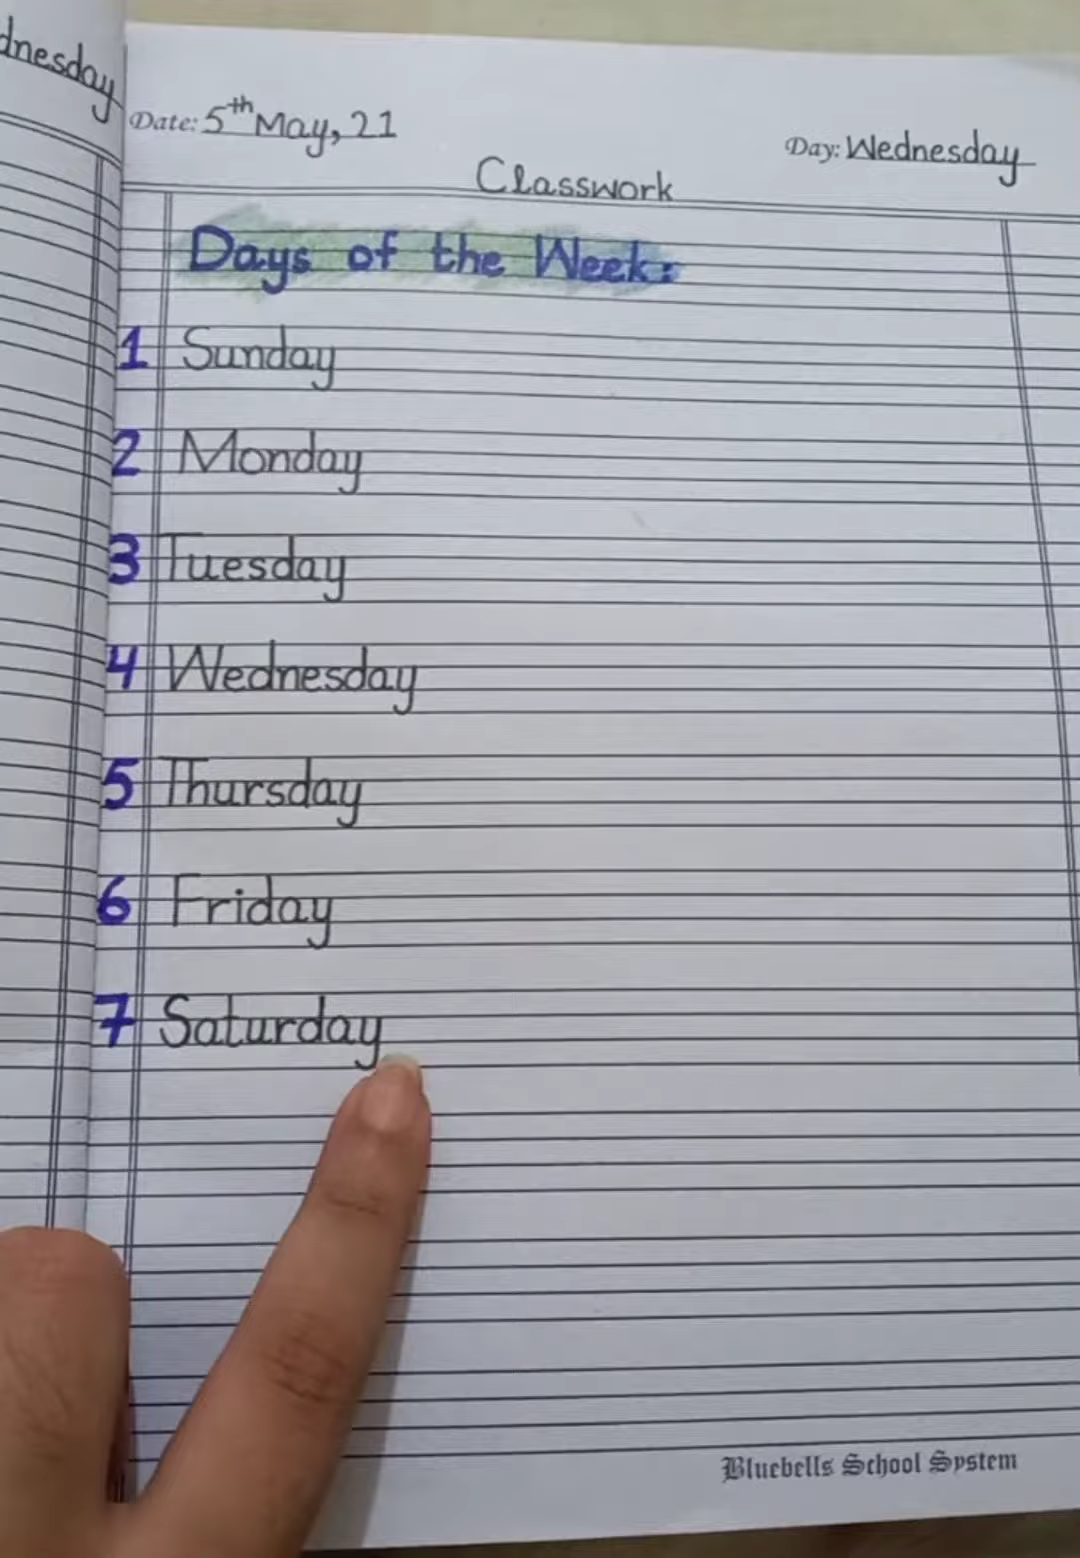 dnesday
Date: 5th May, 21
Day: Wednesday
Classwork
Days of the Week:
1 Sunday
2 Monday
3 Tuesday
4 Wednesday
5 Thursday
6 Friday
7 Saturday
Bluebells School System